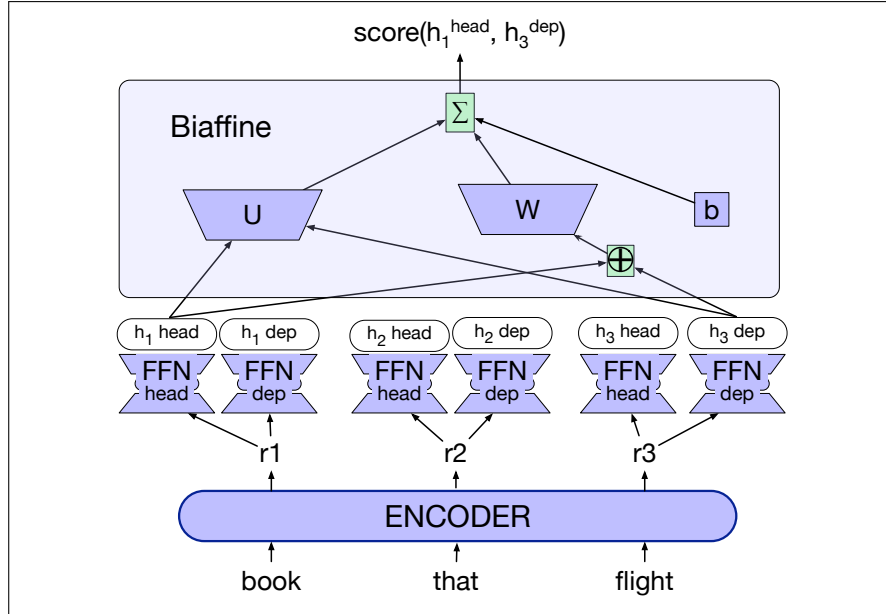 score(h₁ʰᵉᵃᵈ, h₃ᵈᵉᵖ)
∑
Biaffine
U W b
⊕
h₁ head h₁ dep h₂ head h₂ dep h₃ head h₃ dep
FFN FFN FFN FFN FFN FFN
head dep head dep head dep
r1 r2 r3
ENCODER
book that flight